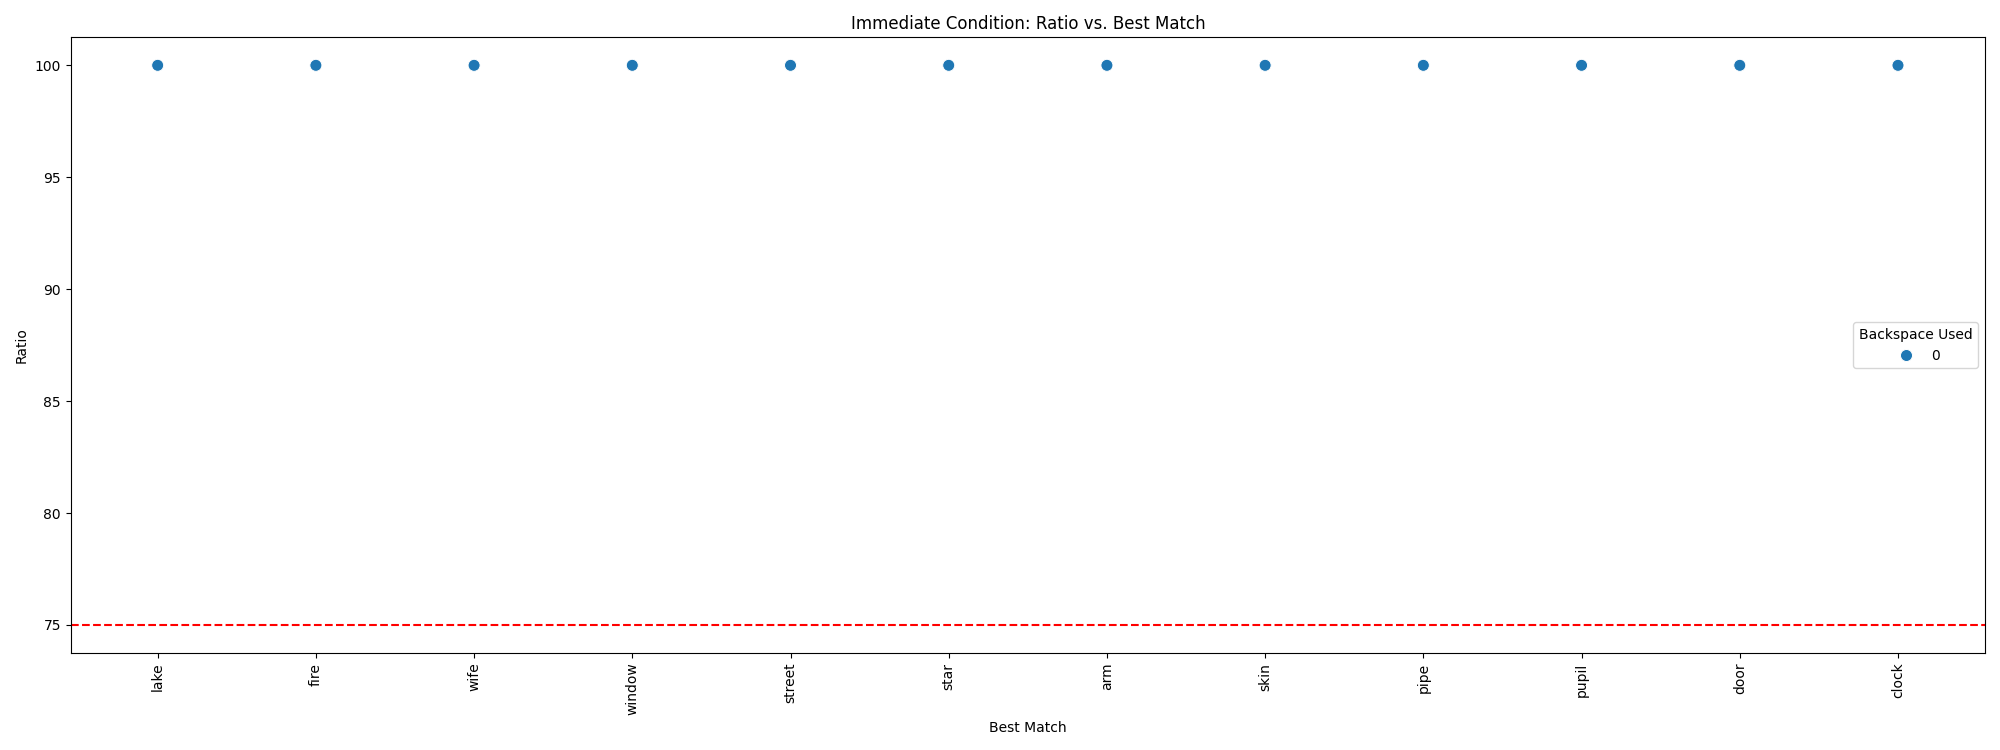 Immediate Condition: Ratio vs. Best Match
Ratio
100
95
90
85
80
75
Backspace Used
0
lake
fire
wife
window
street
star
arm
skin
pipe
pupil
door
clock
Best Match